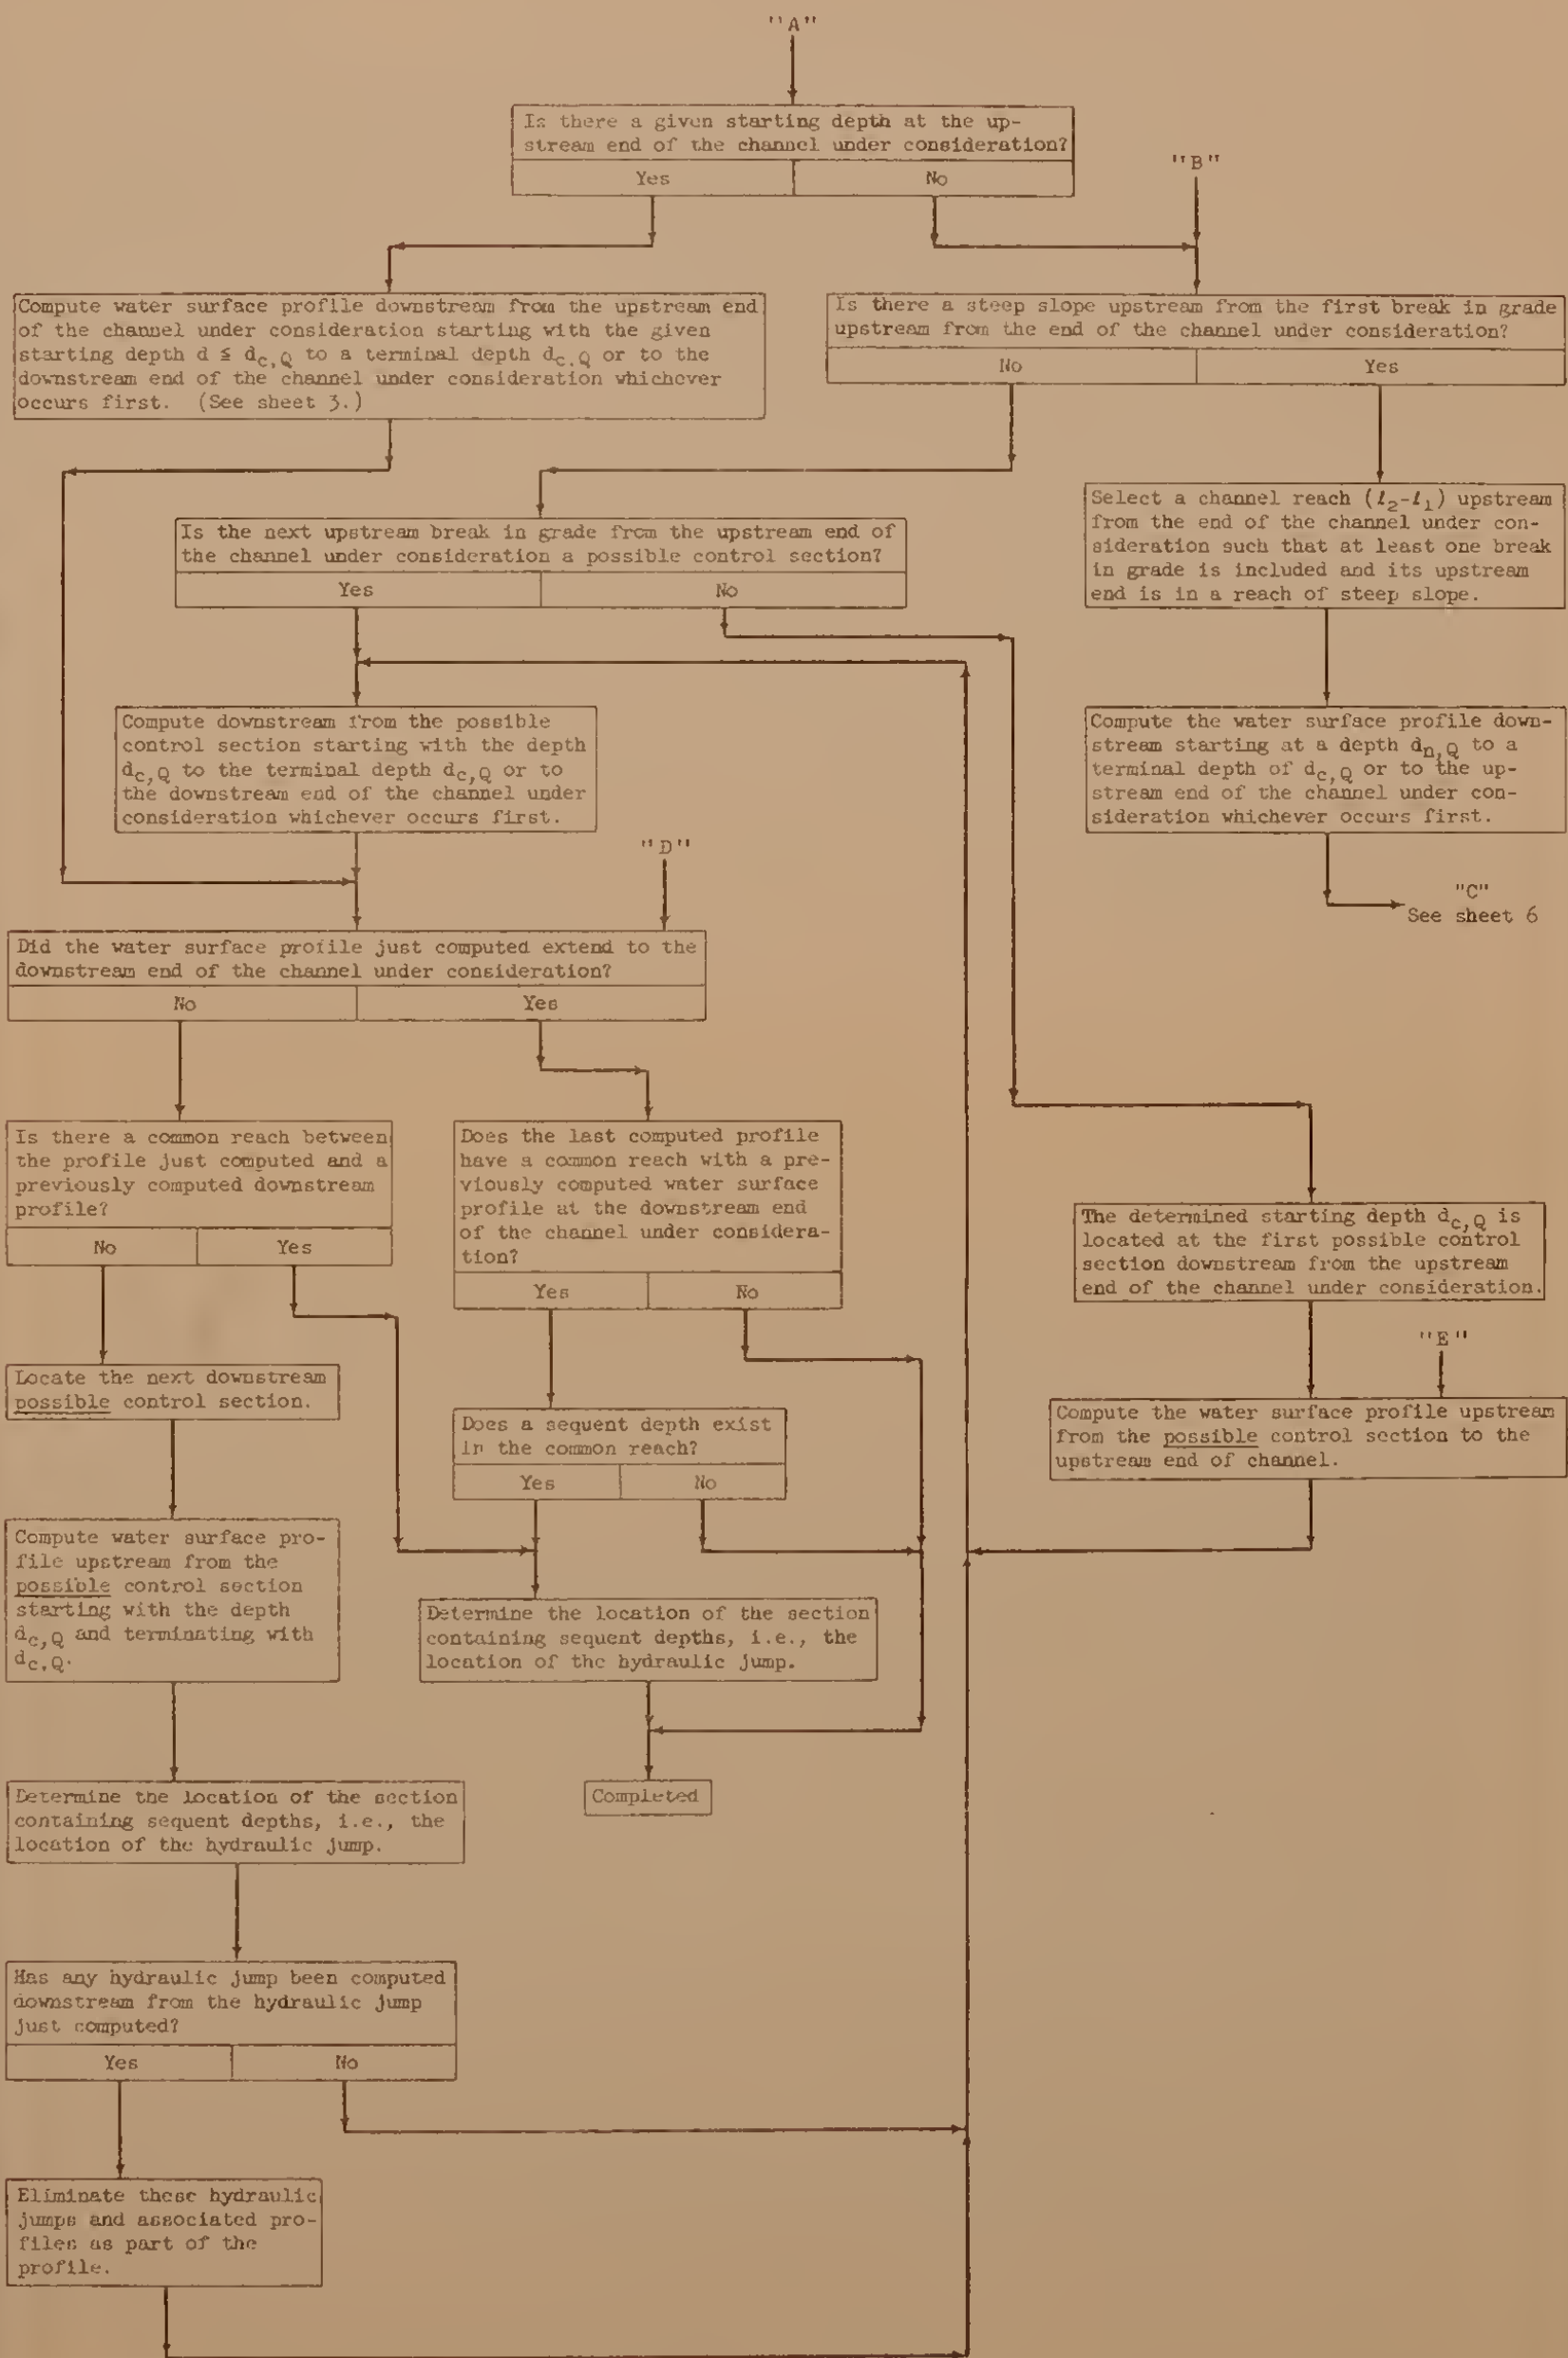 "A"
Is there a given starting depth at the up-
stream end of the channel under consideration?
Yes
No
"B"
Compute water surface profile downstream from the upstream end
of the channel under consideration starting with the given
starting depth d ≤ dc,Q to a terminal depth dc,Q or to the
downstream end of the channel under consideration whichever
occurs first. (See sheet 3.)
Is there a steep slope upstream from the first break in grade
upstream from the end of the channel under consideration?
No
Yes
Select a channel reach (l2-l1) upstream
from the end of the channel under con-
sideration such that at least one break
in grade is included and its upstream
end is in a reach of steep slope.
Is the next upstream break in grade from the upstream end of
the channel under consideration a possible control section?
Yes
No
Compute downstream from the possible
control section starting with the depth
dc,Q to the terminal depth dc,Q or to
the downstream end of the channel under
consideration whichever occurs first.
Compute the water surface profile down-
stream starting at a depth dn,Q to a
terminal depth of dc,Q or to the up-
stream end of the channel under con-
sideration whichever occurs first.
"D"
"C"
See sheet 6
Did the water surface profile just computed extend to the
downstream end of the channel under consideration?
No
Yes
Is there a common reach between
the profile just computed and a
previously computed downstream
profile?
No
Yes
Does the last computed profile
have a common reach with a pre-
viously computed water surface
profile at the downstream end
of the channel under considera-
tion?
Yes
No
The determined starting depth dc,Q is
located at the first possible control
section downstream from the upstream
end of the channel under consideration.
"E"
Locate the next downstream
possible control section.
Does a sequent depth exist
in the common reach?
Yes
No
Compute the water surface profile upstream
from the possible control section to the
upstream end of channel.
Compute water surface pro-
file upstream from the
possible control section
starting with the depth
dc,Q and terminating with
dc,Q.
Determine the location of the section
containing sequent depths, i.e., the
location of the hydraulic jump.
Completed
Determine the location of the section
containing sequent depths, i.e., the
location of the hydraulic jump.
Has any hydraulic jump been computed
downstream from the hydraulic jump
just computed?
Yes
No
Eliminate these hydraulic
jumps and associated pro-
files as part of the
profile.